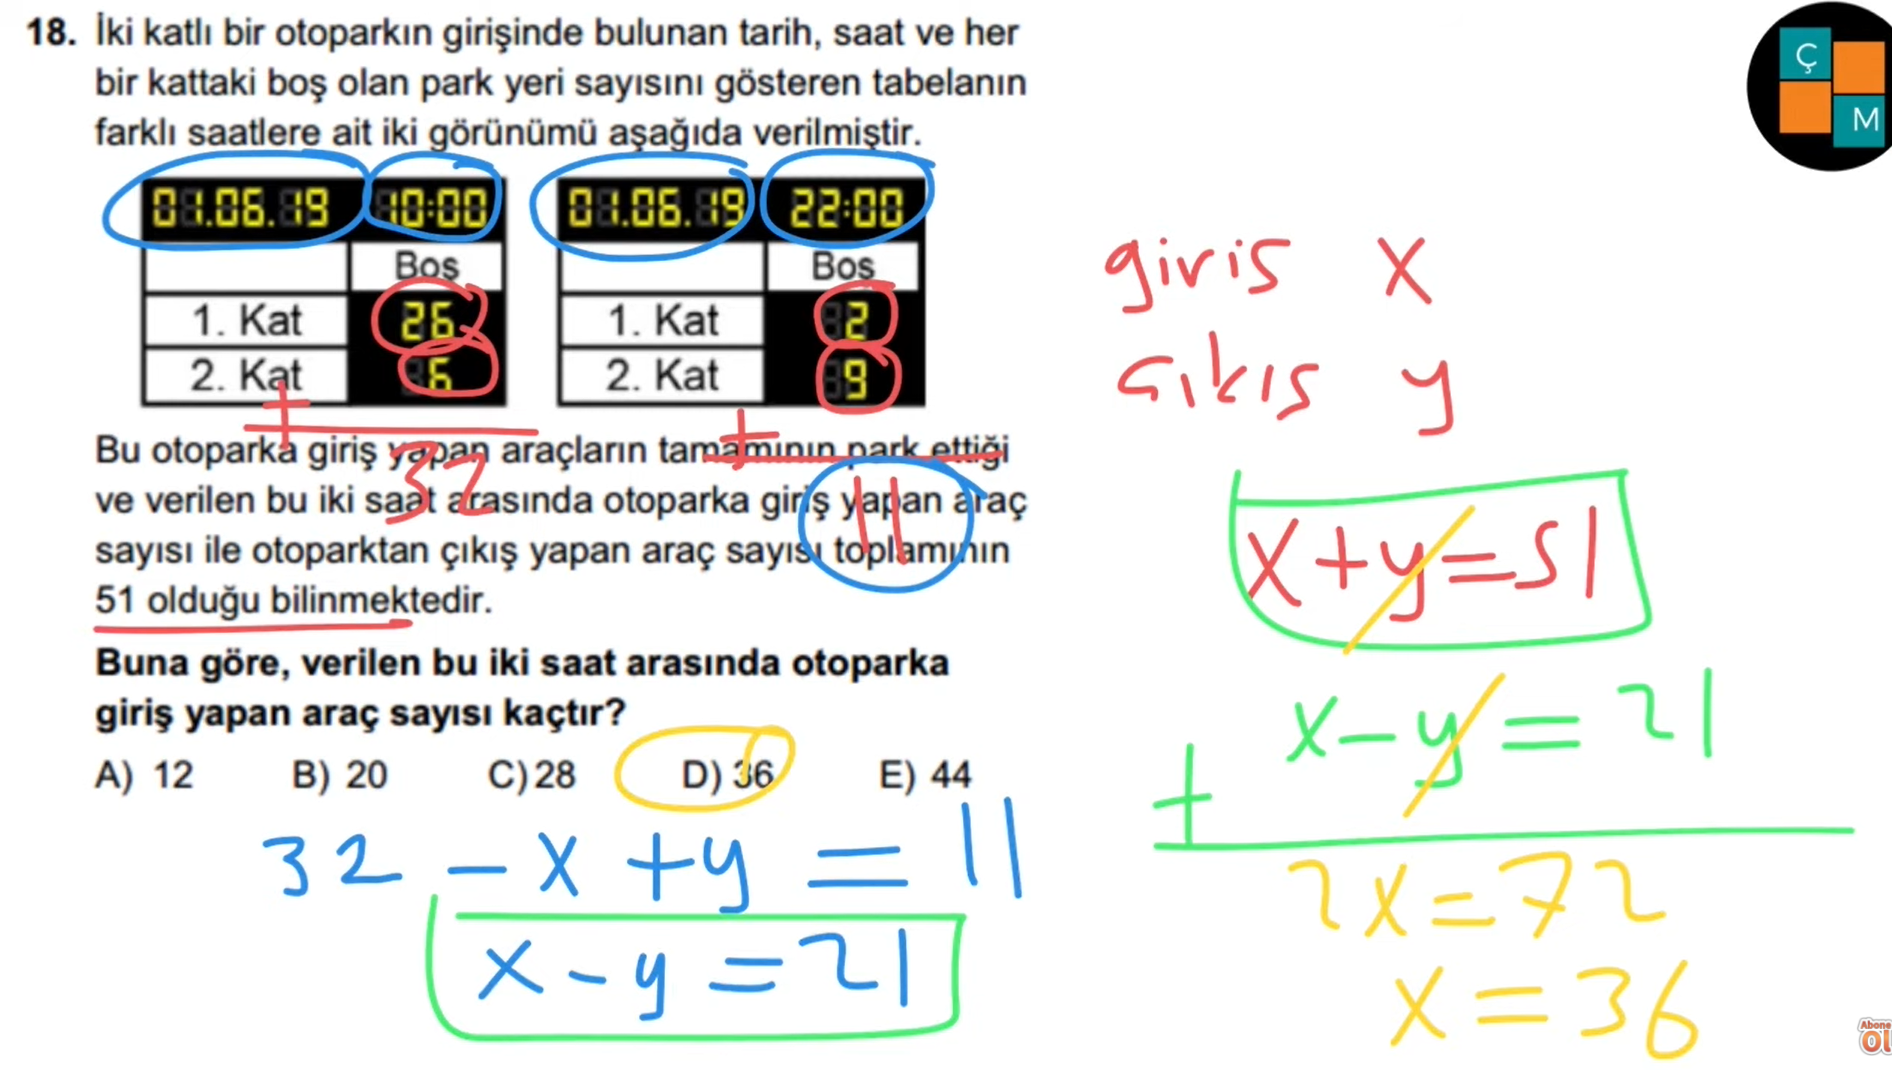 18. İki katlı bir otoparkın girişinde bulunan tarih, saat ve her
bir kattaki boş olan park yeri sayısını gösteren tabelanın
farklı saatlere ait iki görünümü aşağıda verilmiştir.
01.06.19 10:00
Boş
1. Kat 26
2. Kat 6
01.06.19 22:00
Boş
1. Kat 2
2. Kat 9
+
32
+
11
Bu otoparka giriş yapan araçların tamamının park ettiği
ve verilen bu iki saat arasında otoparka giriş yapan araç
sayısı ile otoparktan çıkış yapan araç sayısı toplamının
51 olduğu bilinmektedir.
Buna göre, verilen bu iki saat arasında otoparka
giriş yapan araç sayısı kaçtır?
A) 12 B) 20 C) 28 D) 36 E) 44
32 - x + y = 11
x - y = 21
giris x
çıkış y
x + y = 51
x - y = 21
+
2x = 72
x = 36
Ç
M
Abone
Ol